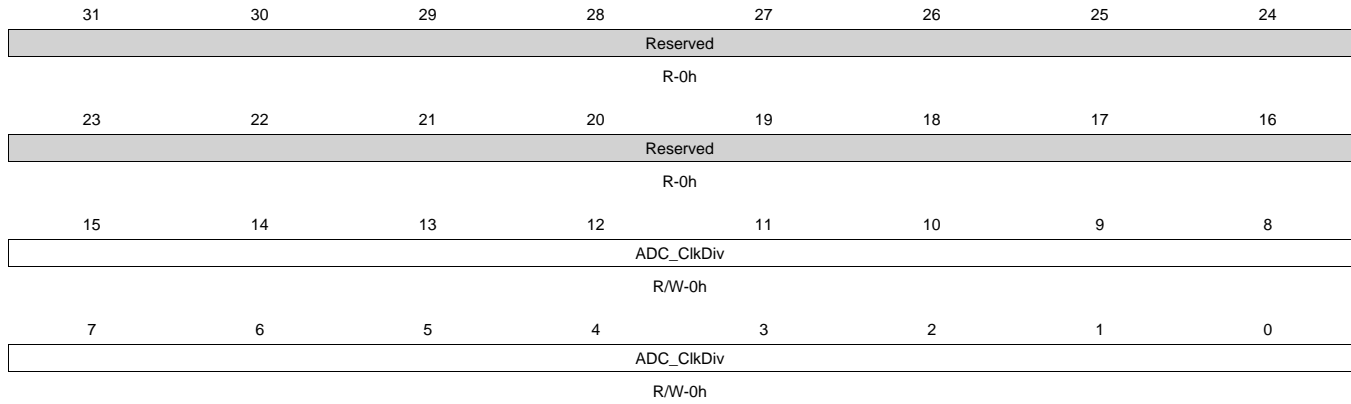 31 30 29 28 27 26 25 24
Reserved
R-0h
23 22 21 20 19 18 17 16
Reserved
R-0h
15 14 13 12 11 10 9 8
ADC_ClkDiv
R/W-0h
7 6 5 4 3 2 1 0
ADC_ClkDiv
R/W-0h